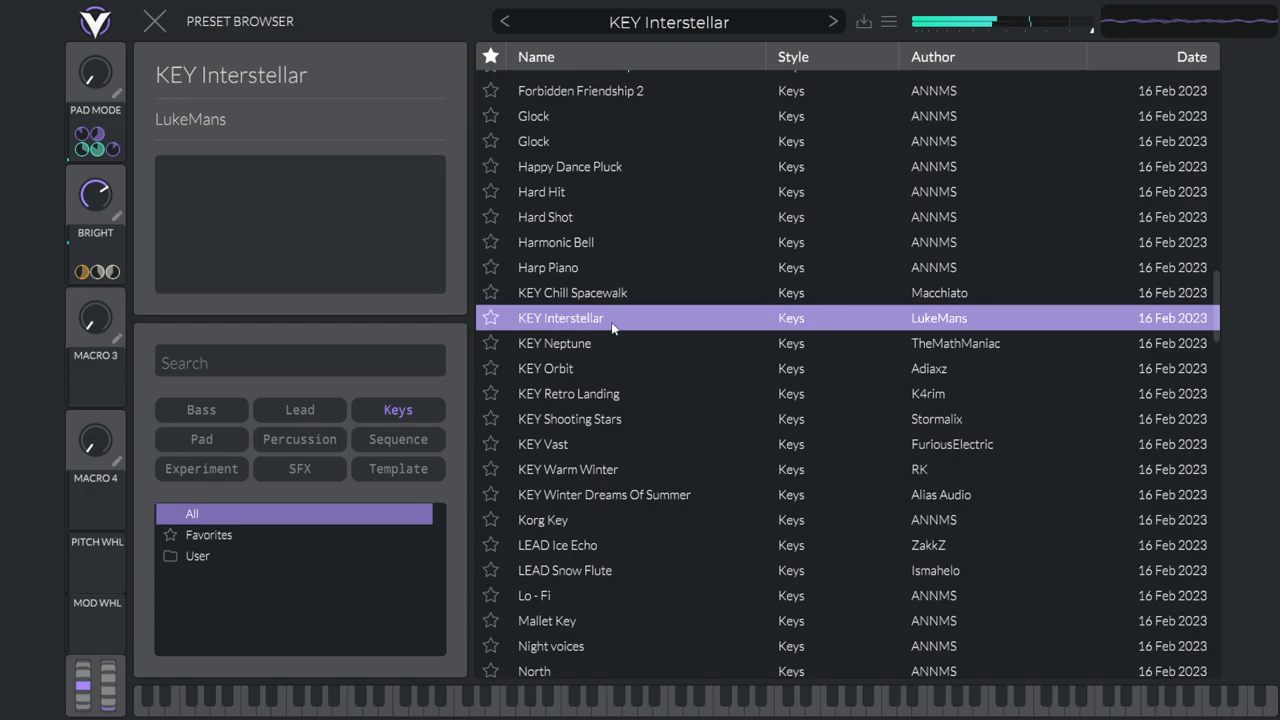 PRESET BROWSER
KEY Interstellar
PAD MODE
BRIGHT
MACRO 3
MACRO 4
PITCH WHL
MOD WHL
KEY Interstellar
LukeMans
Search
Bass Lead Keys
Pad Percussion Sequence
Experiment SFX Template
All
Favorites
User
Name Style Author Date
Forbidden Friendship 2 Keys ANNMS 16 Feb 2023
Glock Keys ANNMS 16 Feb 2023
Glock Keys ANNMS 16 Feb 2023
Happy Dance Pluck Keys ANNMS 16 Feb 2023
Hard Hit Keys ANNMS 16 Feb 2023
Hard Shot Keys ANNMS 16 Feb 2023
Harmonic Bell Keys ANNMS 16 Feb 2023
Harp Piano Keys ANNMS 16 Feb 2023
KEY Chill Spacewalk Keys Macchiato 16 Feb 2023
KEY Interstellar Keys LukeMans 16 Feb 2023
KEY Neptune Keys TheMathManiac 16 Feb 2023
KEY Orbit Keys Adiaxz 16 Feb 2023
KEY Retro Landing Keys K4rim 16 Feb 2023
KEY Shooting Stars Keys Stormalix 16 Feb 2023
KEY Vast Keys FuriousElectric 16 Feb 2023
KEY Warm Winter Keys RK 16 Feb 2023
KEY Winter Dreams Of Summer Keys Alias Audio 16 Feb 2023
Korg Key Keys ANNMS 16 Feb 2023
LEAD Ice Echo Keys ZakkZ 16 Feb 2023
LEAD Snow Flute Keys Ismahelo 16 Feb 2023
Lo - Fi Keys ANNMS 16 Feb 2023
Mallet Key Keys ANNMS 16 Feb 2023
Night voices Keys ANNMS 16 Feb 2023
North Keys ANNMS 16 Feb 2023